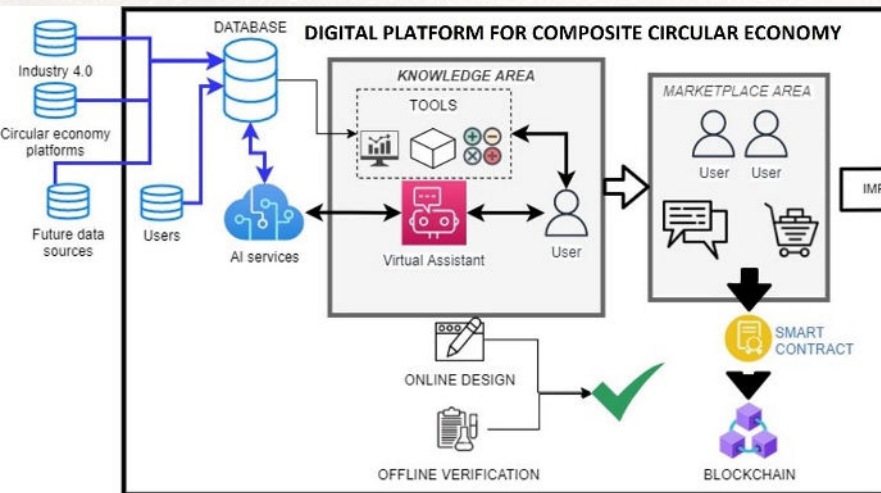 DATABASE
DIGITAL PLATFORM FOR COMPOSITE CIRCULAR ECONOMY
Industry 4.0
Circular economy
platforms
Future data
sources
Users
AI services
KNOWLEDGE AREA
TOOLS
Virtual Assistant
User
MARKETPLACE AREA
User User
IMP
SMART
CONTRACT
ONLINE DESIGN
OFFLINE VERIFICATION
BLOCKCHAIN